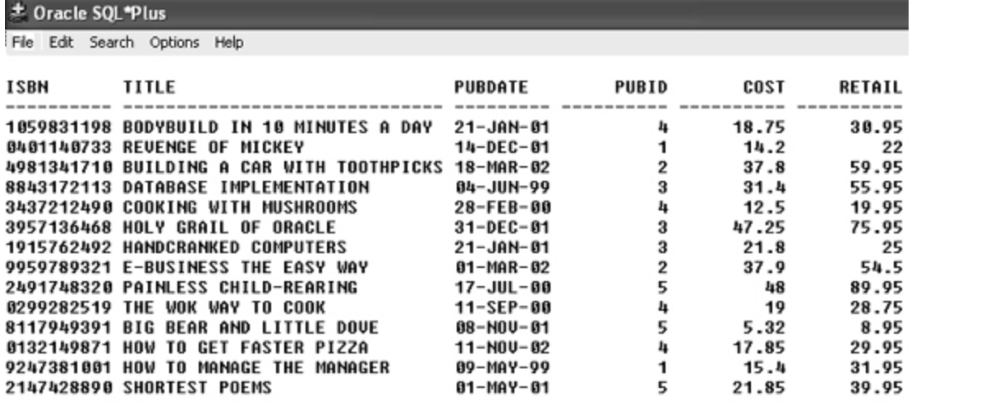 Oracle SQL*Plus
File Edit Search Options Help
ISBN TITLE PUBDATE PUBID COST RETAIL
---------- ------------------------------ --------- ---------- ---------- ----------
1059831198 BODYBUILD IN 10 MINUTES A DAY 21-JAN-01 4 18.75 30.95
0401140733 REVENGE OF MICKEY 14-DEC-01 1 14.2 22
4981341710 BUILDING A CAR WITH TOOTHPICKS 18-MAR-02 2 37.8 59.95
8843172113 DATABASE IMPLEMENTATION 04-JUN-99 3 31.4 55.95
3437212490 COOKING WITH MUSHROOMS 28-FEB-00 4 12.5 19.95
3957136468 HOLY GRAIL OF ORACLE 31-DEC-01 3 47.25 75.95
1915762492 HANDCRANKED COMPUTERS 21-JAN-01 3 21.8 25
9959789321 E-BUSINESS THE EASY WAY 01-MAR-02 2 37.9 54.5
2491748320 PAINLESS CHILD-REARING 17-JUL-00 5 48 89.95
0299282519 THE WOK WAY TO COOK 11-SEP-00 4 19 28.75
8117949391 BIG BEAR AND LITTLE DOVE 08-NOV-01 5 5.32 8.95
0132149871 HOW TO GET FASTER PIZZA 11-NOV-02 4 17.85 29.95
9247381001 HOW TO MANAGE THE MANAGER 09-MAY-99 1 15.4 31.95
2147428890 SHORTEST POEMS 01-MAY-01 5 21.85 39.95